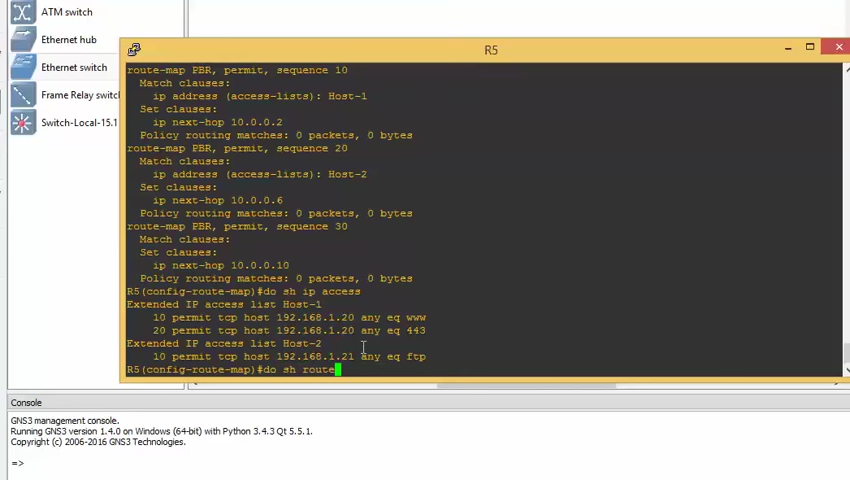 ATM switch
Ethernet hub
Ethernet switch
Frame Relay switc
Switch-Local-15.1
R5
route-map PBR, permit, sequence 10
Match clauses:
ip address (access-lists): Host-1
Set clauses:
ip next-hop 10.0.0.2
Policy routing matches: 0 packets, 0 bytes
route-map PBR, permit, sequence 20
Match clauses:
ip address (access-lists): Host-2
Set clauses:
ip next-hop 10.0.0.6
Policy routing matches: 0 packets, 0 bytes
route-map PBR, permit, sequence 30
Match clauses:
Set clauses:
ip next-hop 10.0.0.10
Policy routing matches: 0 packets, 0 bytes
R5(config-route-map)#do sh ip access
Extended IP access list Host-1
10 permit tcp host 192.168.1.20 any eq www
20 permit tcp host 192.168.1.20 any eq 443
Extended IP access list Host-2
10 permit tcp host 192.168.1.21 any eq ftp
R5(config-route-map)#do sh route
Console
GNS3 management console.
Running GNS3 version 1.4.0 on Windows (64-bit) with Python 3.4.3 Qt 5.5.1.
Copyright (c) 2006-2016 GNS3 Technologies.
=>